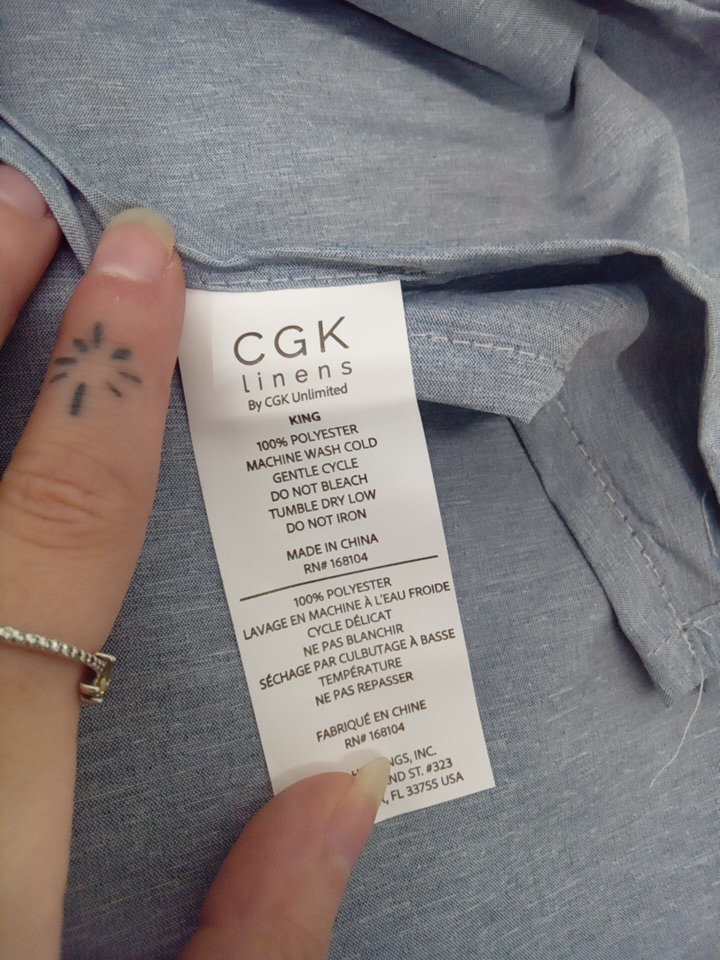 CGK
linens
By CGK Unlimited
KING
100% POLYESTER
MACHINE WASH COLD
GENTLE CYCLE
DO NOT BLEACH
TUMBLE DRY LOW
DO NOT IRON
MADE IN CHINA
RN# 168104
100% POLYESTER
LAVAGE EN MACHINE À L'EAU FROIDE
CYCLE DÉLICAT
NE PAS BLANCHIR
SÉCHAGE PAR CULBUTAGE À BASSE
TEMPÉRATURE
NE PAS REPASSER
FABRIQUÉ EN CHINE
RN# 168104
INC.
ST. #323
FL 33755 USA